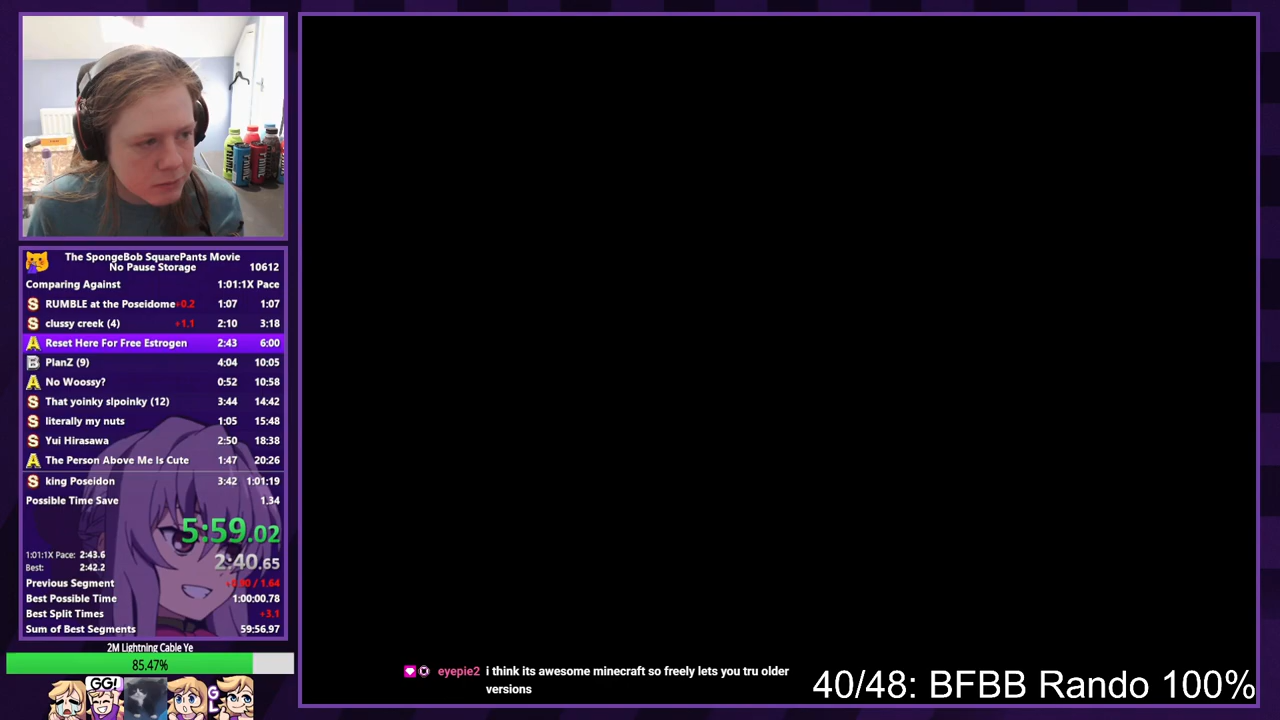 The SpongeBob SquarePants Movie
No Pause Storage 10612
Comparing Against 1:01:1X Pace
S RUMBLE at the Poseidome +0.2 1:07 1:07
S clussy creek (4) +1.1 2:10 3:18
A Reset Here For Free Estrogen 2:43 6:00
B PlanZ (9) 4:04 10:05
A No Woossy? 0:52 10:58
S That yoinky slpoinky (12) 3:44 14:42
S literally my nuts 1:05 15:48
S Yui Hirasawa 2:50 18:38
A The Person Above Me Is Cute 1:47 20:26
S king Poseidon 3:42 1:01:19
Possible Time Save 1.34
5:59.02
1:01:1X Pace: 2:43.6
Best: 2:42.2
2:40.65
Previous Segment / 1.64
Best Possible Time 1:00:00.78
Best Split Times +3.1
Sum of Best Segments 59:56.97
2M Lightning Cable Ye
85.47%
GG!
G
L
eyepie2 i think its awesome minecraft so freely lets you tru older
versions
40/48: BFBB Rando 100%